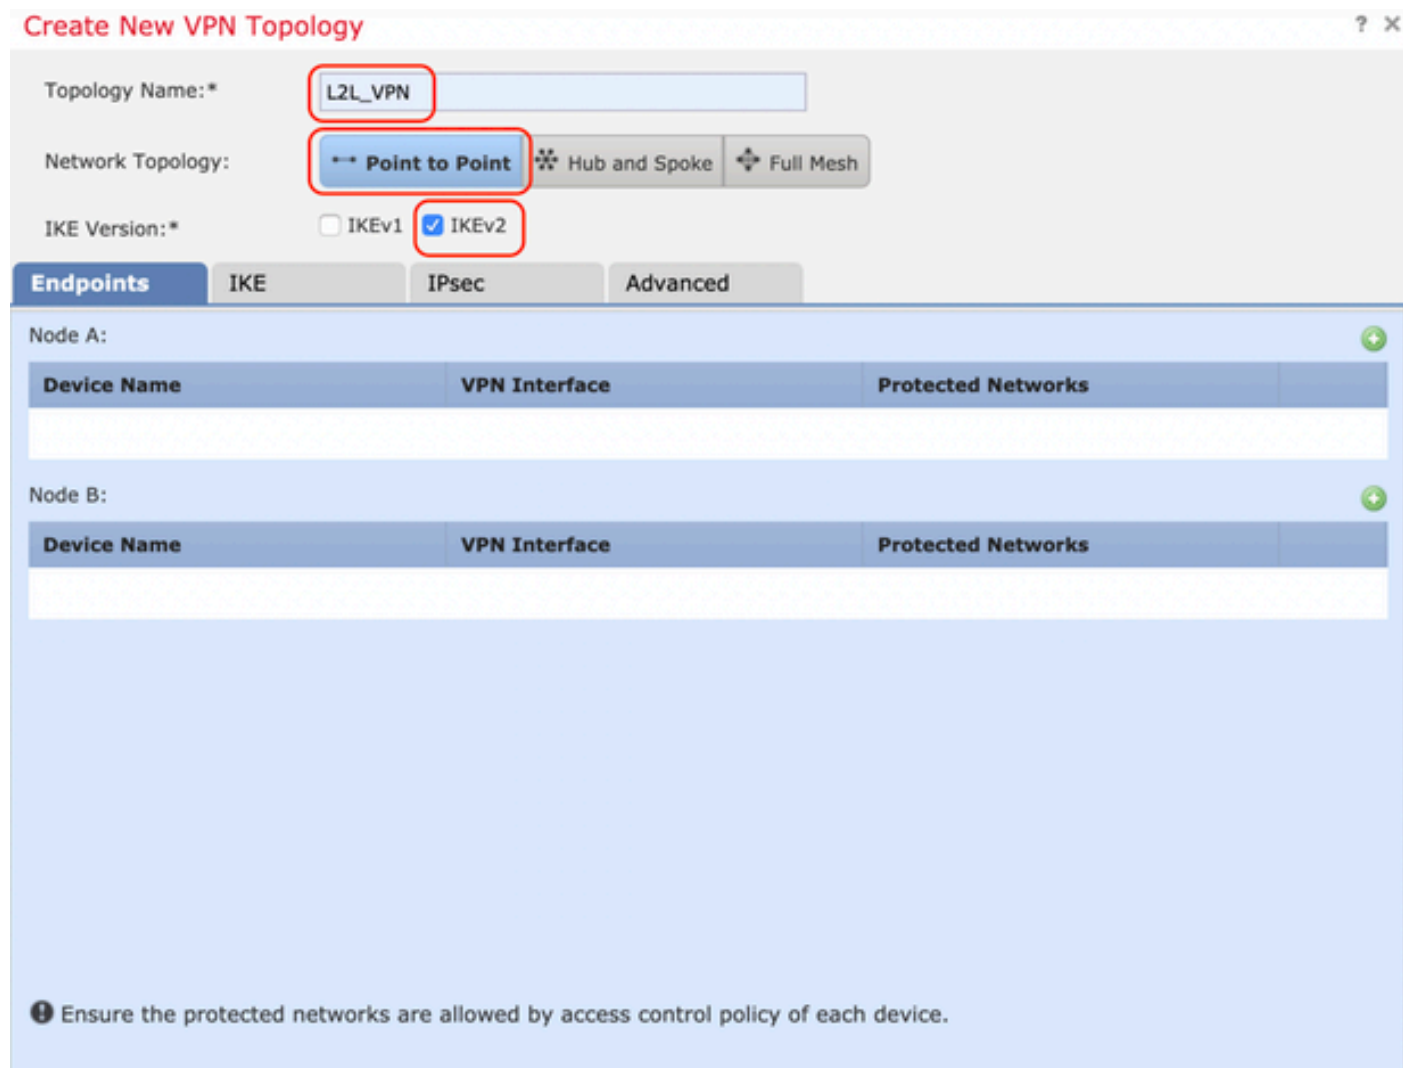 Create New VPN Topology ? ×
Topology Name:* L2L_VPN
Network Topology: Point to Point Hub and Spoke Full Mesh
IKE Version:* IKEv1 IKEv2
Endpoints IKE IPsec Advanced
Node A:
Device Name VPN Interface Protected Networks
Node B:
Device Name VPN Interface Protected Networks
Ensure the protected networks are allowed by access control policy of each device.